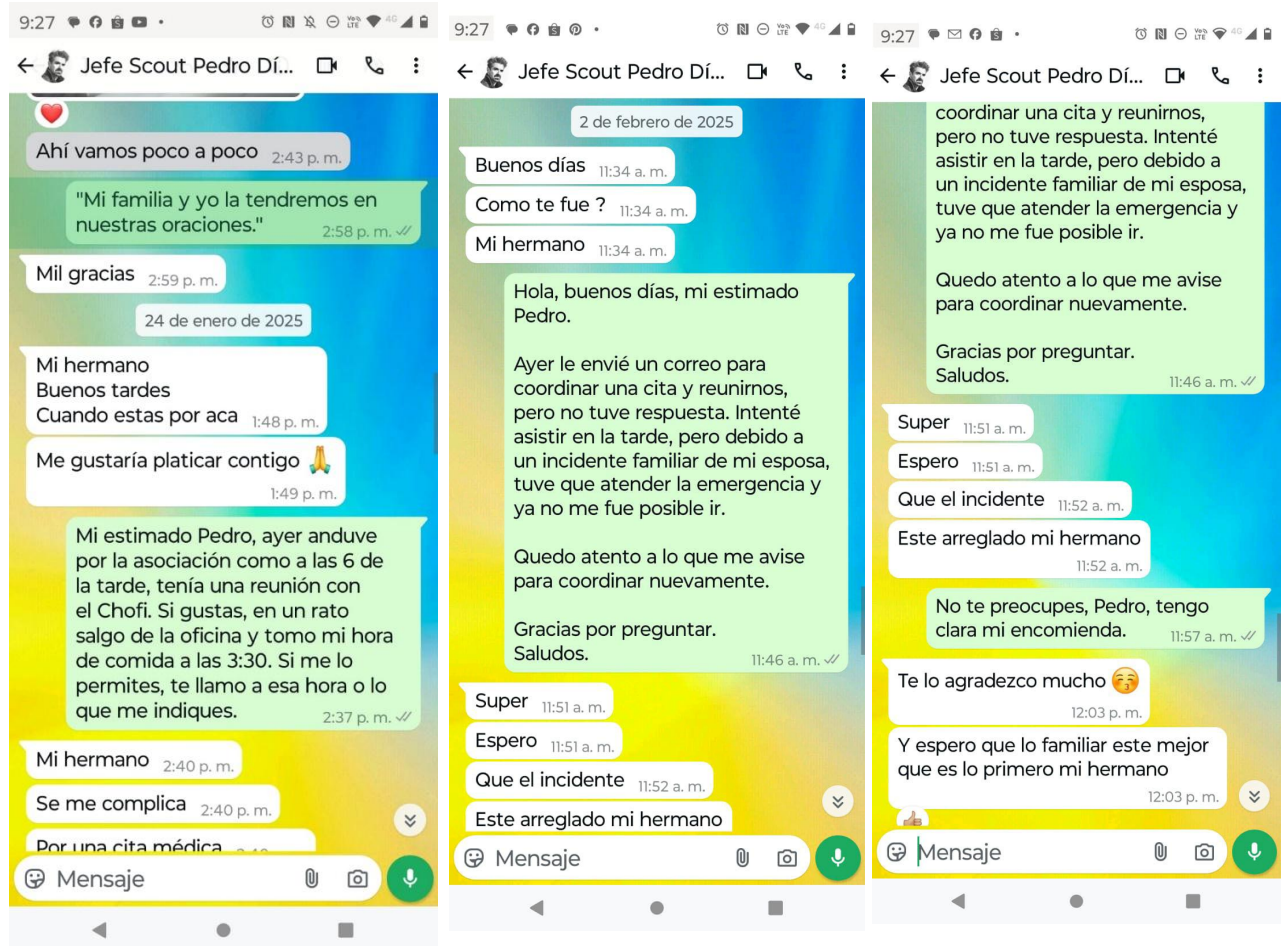 9:27
4G
Jefe Scout Pedro Dí...
Ahí vamos poco a poco 2:43 p. m.
"Mi familia y yo la tendremos en
nuestras oraciones."
2:58 p. m.
Mil gracias 2:59 p. m.
24 de enero de 2025
Mi hermano
Buenos tardes
Cuando estas por aca 1:48 p. m.
Me gustaría platicar contigo 🙏
1:49 p. m.
Mi estimado Pedro, ayer anduve
por la asociación como a las 6 de
la tarde, tenía una reunión con
el Chofi. Si gustas, en un rato
salgo de la oficina y tomo mi hora
de comida a las 3:30. Si me lo
permites, te llamo a esa hora o lo
que me indiques.
2:37 p. m.
Mi hermano 2:40 p. m.
Se me complica 2:40 p. m.
Por una cita médica
Mensaje
9:27
VoLTE 4G
Jefe Scout Pedro Dí...
2 de febrero de 2025
Buenos días 11:34 a. m.
Como te fue ? 11:34 a. m.
Mi hermano 11:34 a. m.
Hola, buenos días, mi estimado
Pedro.
Ayer le envié un correo para
coordinar una cita y reunirnos,
pero no tuve respuesta. Intenté
asistir en la tarde, pero debido a
un incidente familiar de mi esposa,
tuve que atender la emergencia y
ya no me fue posible ir.
Quedo atento a lo que me avise
para coordinar nuevamente.
Gracias por preguntar.
Saludos.
11:46 a. m.
Super 11:51 a. m.
Espero 11:51 a. m.
Que el incidente 11:52 a. m.
Este arreglado mi hermano
Mensaje
9:27
VoLTE 4G
Jefe Scout Pedro Dí...
coordinar una cita y reunirnos,
pero no tuve respuesta. Intenté
asistir en la tarde, pero debido a
un incidente familiar de mi esposa,
tuve que atender la emergencia y
ya no me fue posible ir.
Quedo atento a lo que me avise
para coordinar nuevamente.
Gracias por preguntar.
Saludos.
11:46 a. m.
Super 11:51 a. m.
Espero 11:51 a. m.
Que el incidente 11:52 a. m.
Este arreglado mi hermano
11:52 a. m.
No te preocupes, Pedro, tengo
clara mi encomienda.
11:57 a. m.
Te lo agradezco mucho 😚
12:03 p. m.
Y espero que lo familiar este mejor
que es lo primero mi hermano
12:03 p. m.
Mensaje